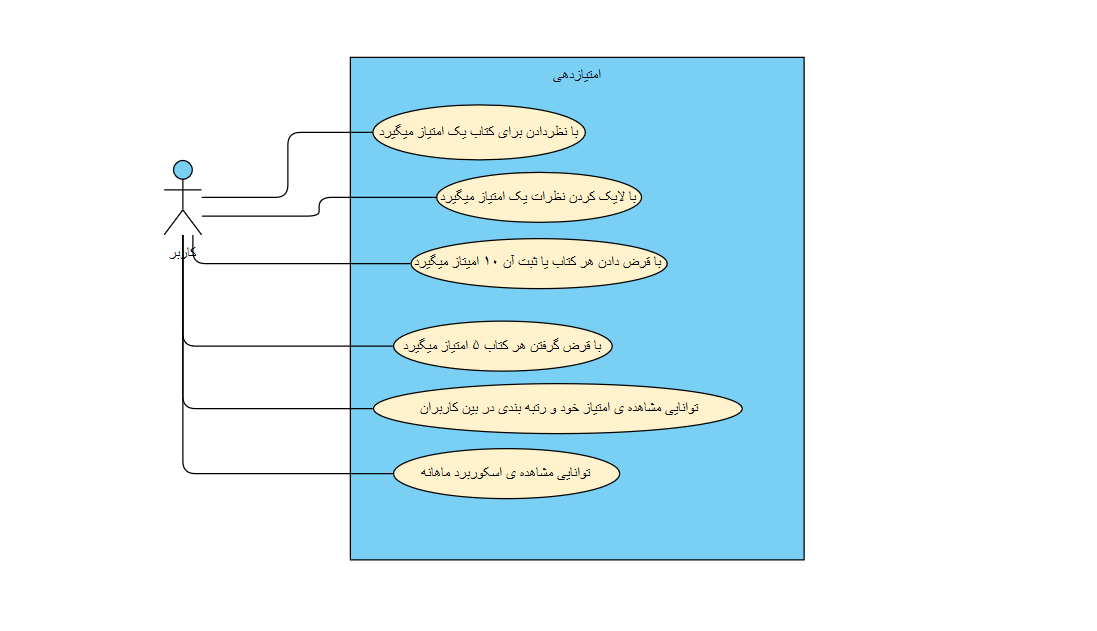 امتیازدهی
با نظردادن برای کتاب یک امتیاز میگیرد
با لایک کردن نظرات یک امتیاز میگیرد
کاربر
با قرض دادن هر کتاب یا ثبت آن ۱۰ امیتاز میگیرد
با قرض گرفتن هر کتاب ۵ امتیاز میگیرد
توانایی مشاهده ی امتیاز خود و رتبه بندی در بین کاربران
توانایی مشاهده ی اسکوربرد ماهانه